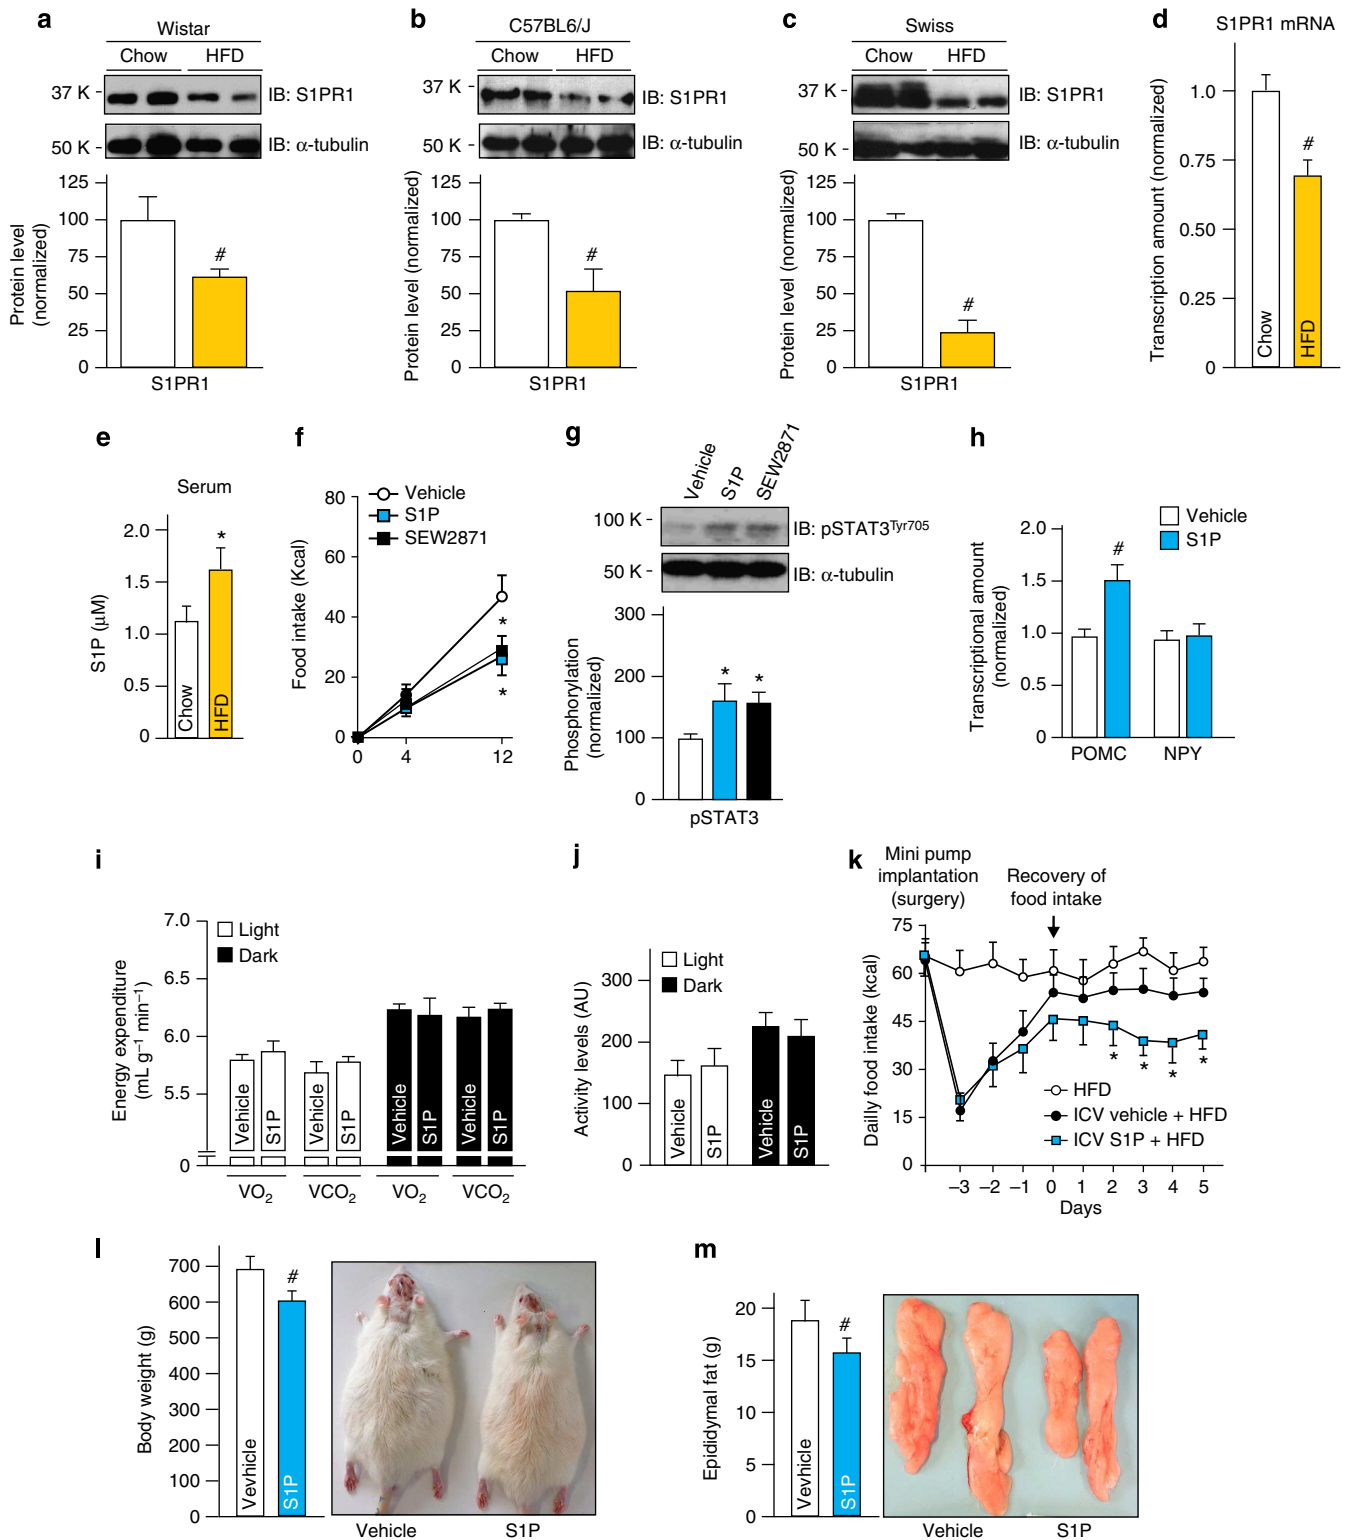 a
Wistar
Chow HFD
37 K
IB: S1PR1
50 K
IB: α-tubulin
Protein level
(normalized)
125
100
75
50
25
0
#
S1PR1
b
C57BL6/J
Chow HFD
37 K
IB: S1PR1
50 K
IB: α-tubulin
Protein level (normalized)
125
100
75
50
25
0
#
S1PR1
c
Swiss
Chow HFD
37 K
IB: S1PR1
50 K
IB: α-tubulin
Protein level (normalized)
125
100
75
50
25
0
#
S1PR1
d
S1PR1 mRNA
Transcription amount (normalized)
1.0
0.75
0.50
0.25
0
#
Chow
HFD
e
Serum
S1P (μM)
2.0
1.5
1.0
0.5
0
*
Chow
HFD
f
Vehicle
S1P
SEW2871
Food intake (Kcal)
80
60
40
20
0
*
*
0 4 12
g
Vehicle
S1P
SEW2871
100 K
IB: pSTAT3Tyr705
50 K
IB: α-tubulin
Phosphorylation
(normalized)
300
200
100
0
* *
pSTAT3
h
Vehicle
S1P
Transcriptional amount
(normalized)
2.0
1.5
1.0
0.5
0
#
POMC NPY
i
Light
Dark
Energy expenditure
(mL g−1 min−1)
7.0
6.5
6.0
5.5
0
Vehicle
S1P
Vehicle
S1P
Vehicle
S1P
Vehicle
S1P
VO2 VCO2 VO2 VCO2
j
Light
Dark
Activity levels (AU)
300
200
100
0
Vehicle
S1P
Vehicle
S1P
k
Mini pump
implantation
(surgery)
Recovery of
food intake
Dailly food intake (kcal)
75
60
45
30
15
0
* * * *
HFD
ICV vehicle + HFD
ICV S1P + HFD
−3 −2 −1 0 1 2 3 4 5
Days
l
Body weight (g)
700
600
500
400
300
200
100
0
#
Vevhicle
S1P
Vehicle S1P
m
Epididymal fat (g)
20
15
10
5
0
#
Vevhicle
S1P
Vehicle S1P